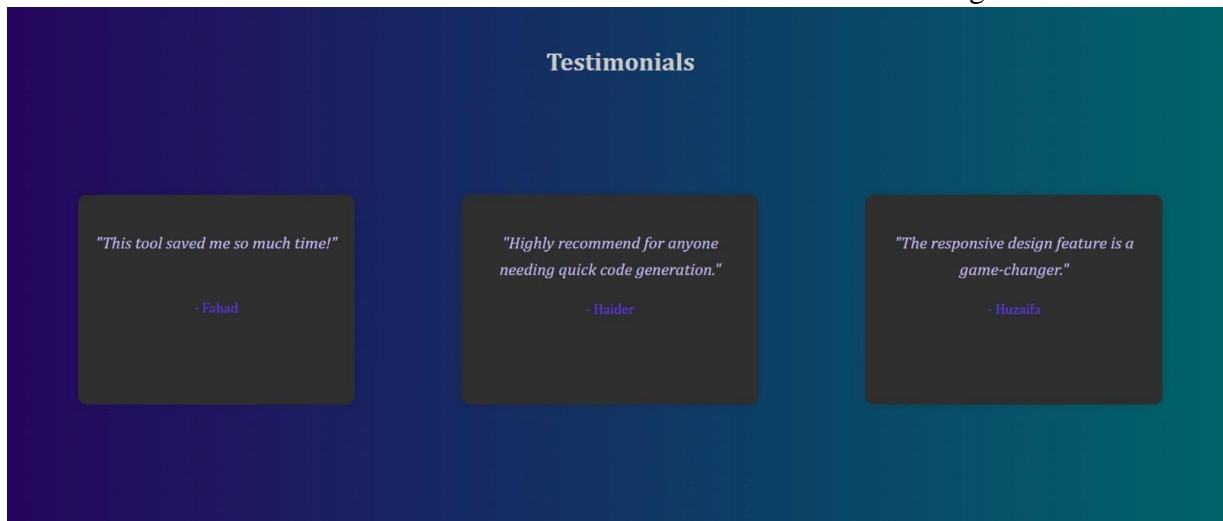 Testimonials
"This tool saved me so much time!"
- Fahad
"Highly recommend for anyone
needing quick code generation."
- Haider
"The responsive design feature is a
game-changer."
- Huzaifa